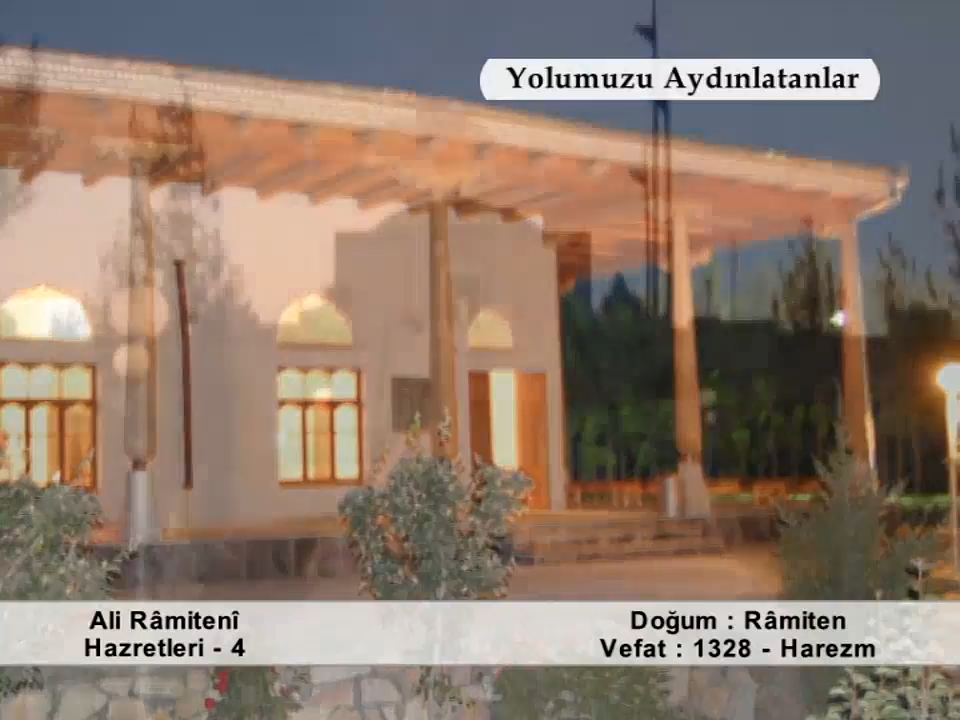 Yolumuzu Aydınlatanlar
Ali Râmitenî
Hazretleri - 4
Doğum : Râmiten
Vefat : 1328 - Harezm